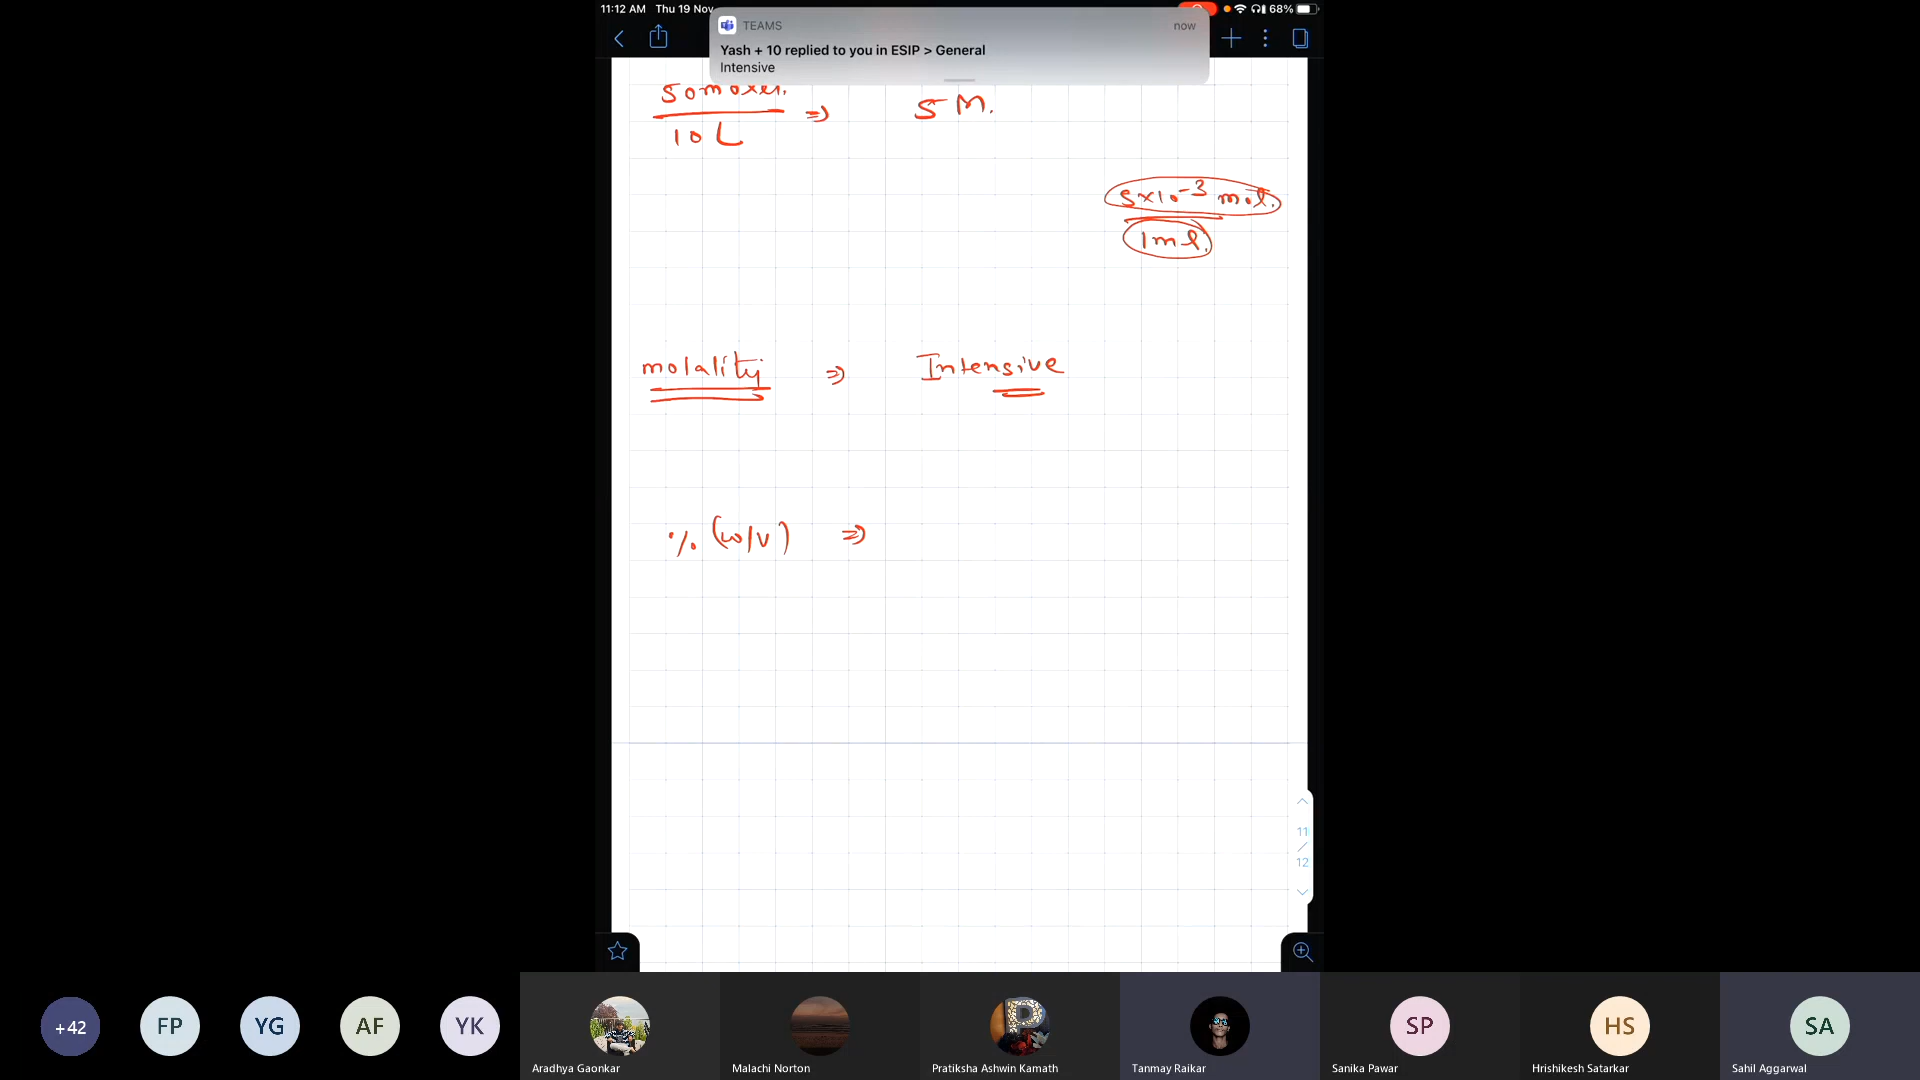 11:12 AM Thu 19 Nov
68%
TEAMS
now
Yash + 10 replied to you in ESIP > General
Intensive
50 moles.
10 L
⇒ 5 M.
5×10⁻³ mol.
1 ml.
molality ⇒ Intensive
% (w/v) ⇒
11
/
12
+42
FP
YG
AF
YK
P
SP
HS
SA
Aradhya Gaonkar
Malachi Norton
Pratiksha Ashwin Kamath
Tanmay Raikar
Sanika Pawar
Hrishikesh Satarkar
Sahil Aggarwal